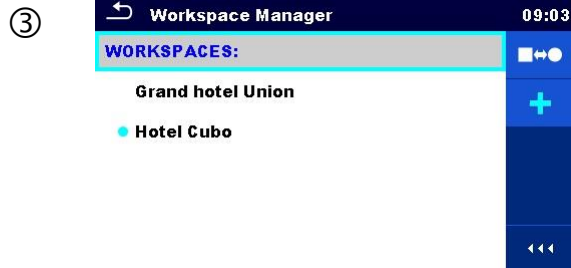 ③
Workspace Manager 09:03
WORKSPACES:
Grand hotel Union
Hotel Cubo